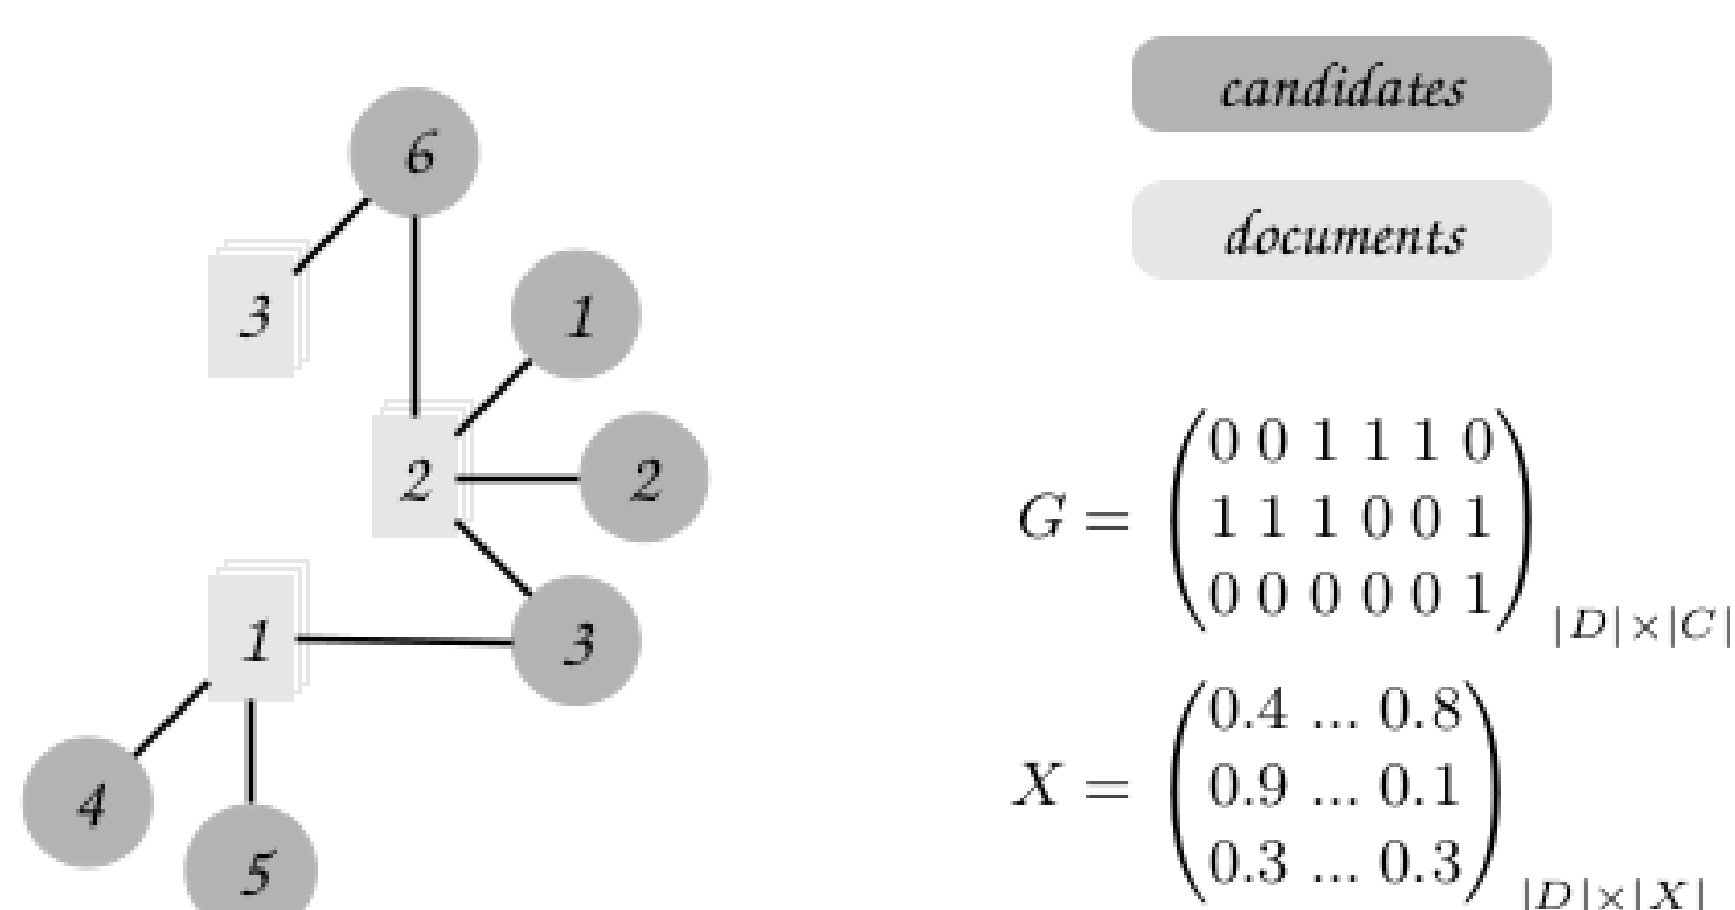 candidates
documents
6
3
1
2
2
1
3
4
5
G = (0 0 1 1 1 0
1 1 1 0 0 1
0 0 0 0 0 1) |D|×|C|
X = (0.4 ... 0.8
0.9 ... 0.1
0.3 ... 0.3) |D|×|X|